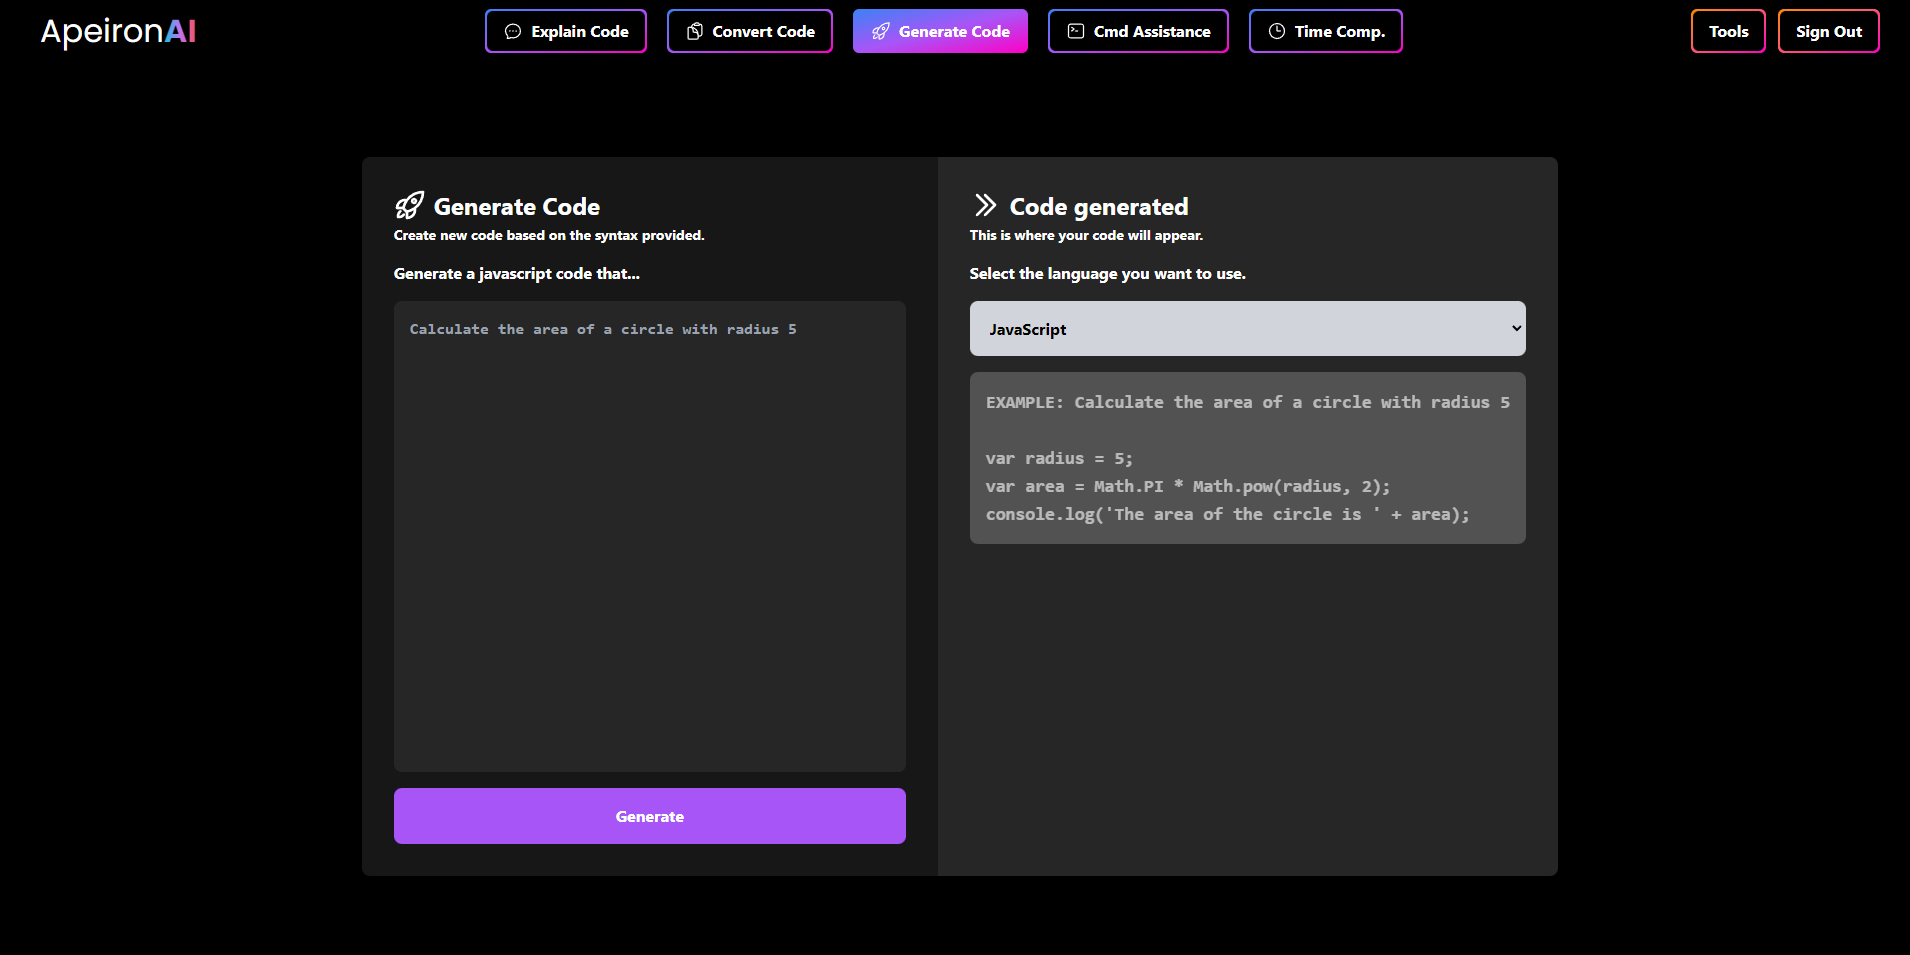 ApeironAI
Explain Code
Convert Code
Generate Code
Cmd Assistance
Time Comp.
Tools
Sign Out
Generate Code
Create new code based on the syntax provided.
Generate a javascript code that...
Calculate the area of a circle with radius 5
Generate
Code generated
This is where your code will appear.
Select the language you want to use.
JavaScript
EXAMPLE: Calculate the area of a circle with radius 5
var radius = 5;
var area = Math.PI * Math.pow(radius, 2);
console.log('The area of the circle is ' + area);